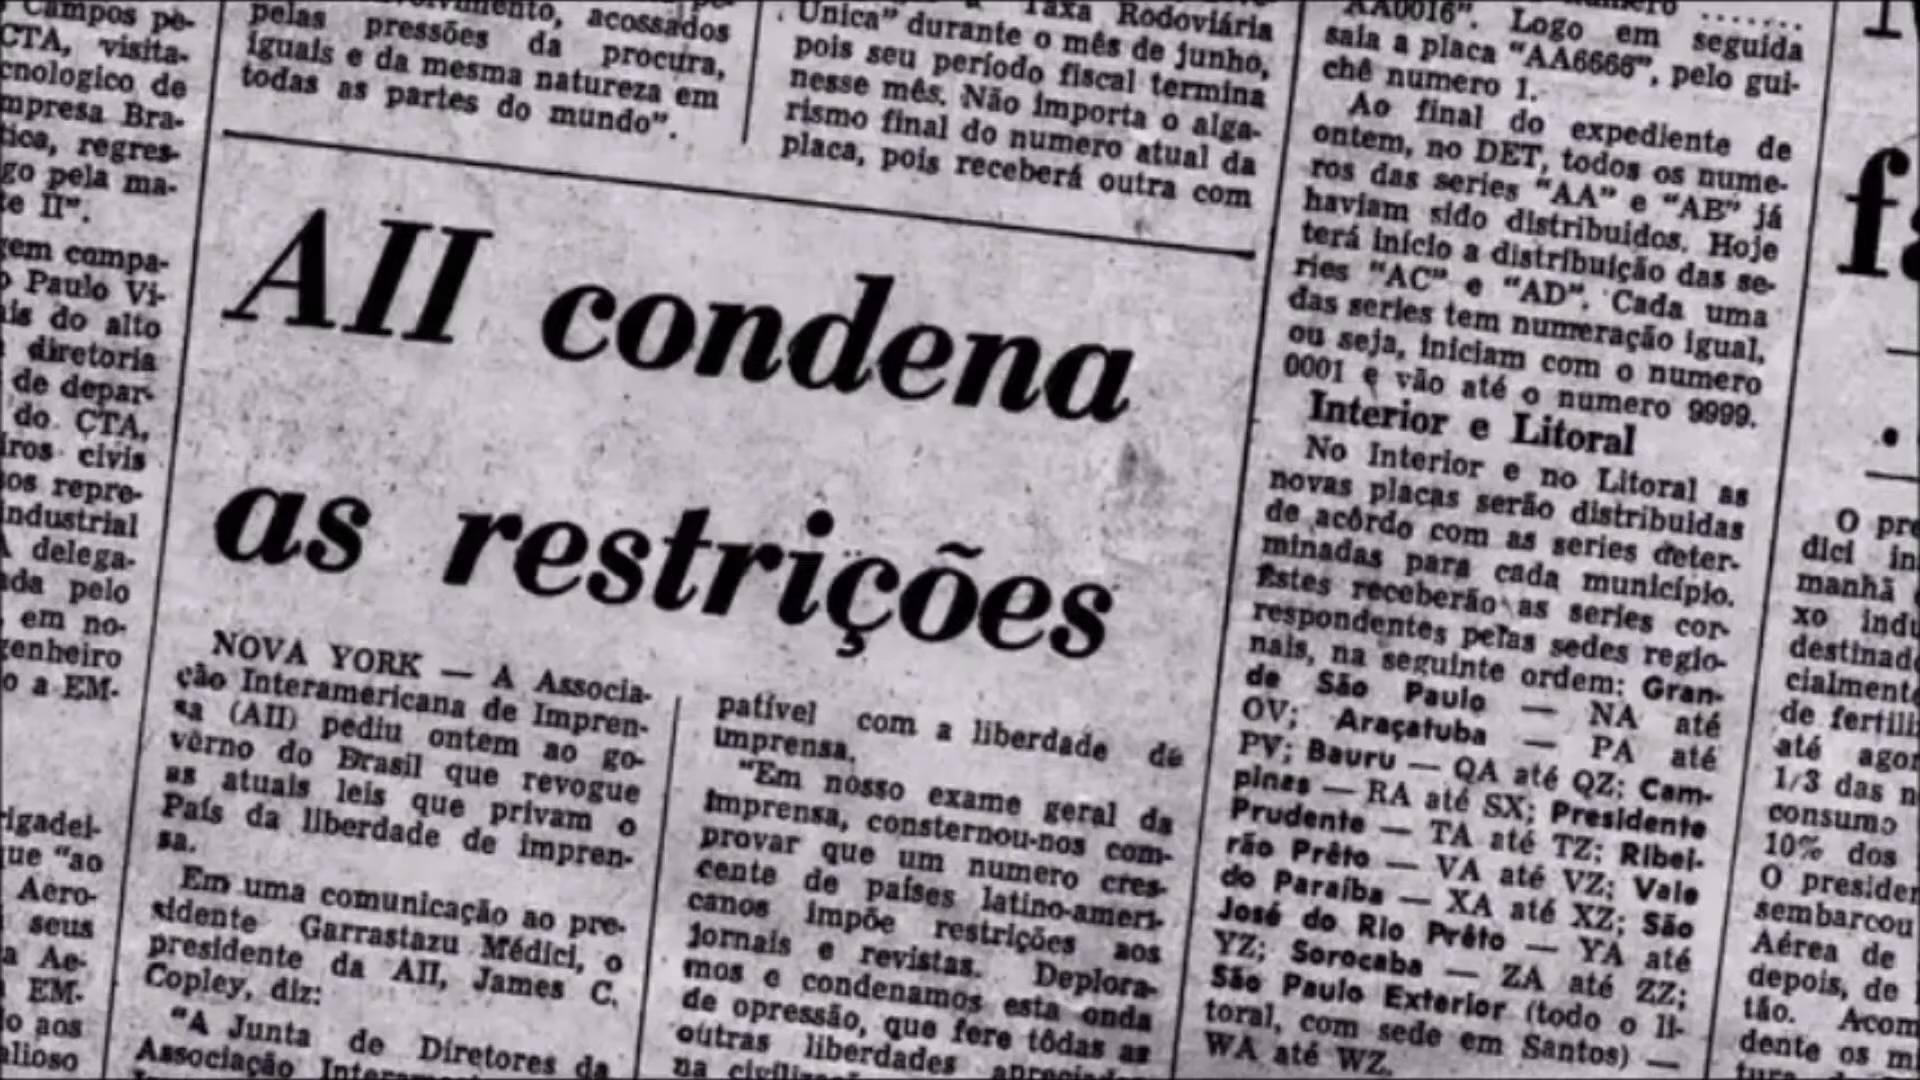 Campos pe-
CTA, visita-
cnologico de
mpresa Bra-
tica, regres-
go pela ma-
te II".
gem compa-
Paulo Vi-
ais do alto
diretoria
de depar-
do CTA,
iros civis
os repre-
industrial
A delega-
ada pelo
em no-
genheiro
o a EM-
rigadei-
que "ao
Aero-
seus
a Ae-
EM-
o aos
alioso
acossados
pelas pressões da procura,
iguais e da mesma natureza em
todas as partes do mundo".
Taxa Rodoviária
Única" durante o mês de junho,
pois seu período fiscal termina
nesse mês. Não importa o alga-
rismo final do numero atual da
placa, pois receberá outra com
AII condena
as restrições
NOVA YORK — A Associa-
ção Interamericana de Impren-
sa (AII) pediu ontem ao go-
vêrno do Brasil que revogue
as atuais leis que privam o
País da liberdade de impren-
sa.
Em uma comunicação ao pre-
sidente Garrastazu Médici, o
presidente da AII, James C.
Copley, diz:
"A Junta de Diretores da
Associação
patível com a liberdade de
imprensa.
"Em nosso exame geral da
imprensa, consternou-nos com-
provar que um numero cres-
cente de países latino-ameri-
canos impõe restrições aos
jornais e revistas. Deplora-
mos e condenamos esta onda
de opressão, que fere tôdas as
outras liberdades
AA0016". Logo em seguida
saia a placa "AA6666", pelo gui-
chê numero 1.
Ao final do expediente de
ontem, no DET, todos os nume-
ros das series "AA" e "AB" já
haviam sido distribuidos. Hoje
terá início a distribuição das se-
ries "AC" e "AD". Cada uma
das series tem numeração igual,
ou seja, iniciam com o numero
0001 e vão até o numero 9999.
Interior e Litoral
No Interior e no Litoral as
novas placas serão distribuidas
de acôrdo com as series deter-
minadas para cada município.
Estes receberão as series cor-
respondentes pelas sedes regio-
nais, na seguinte ordem: Gran-
de São Paulo — NA até
OV; Araçatuba — PA até
PV; Bauru — QA até QZ; Cam-
pinas — RA até SX; Presidente
Prudente — TA até TZ; Ribei-
rão Prêto — VA até VZ; Vale
do Paraíba — XA até XZ; São
José do Rio Prêto — YA até
YZ; Sorocaba — ZA até ZZ;
São Paulo Exterior (todo o li-
toral, com sede em Santos) —
WA até WZ.
O pre
dici in
manhã
xo indu
destinad
cialment
de fertili
até agor
1/3 das n
consumo
10% dos
O presiden
sembarcou
Aérea de
depois, de
tão. Acom
dente os m